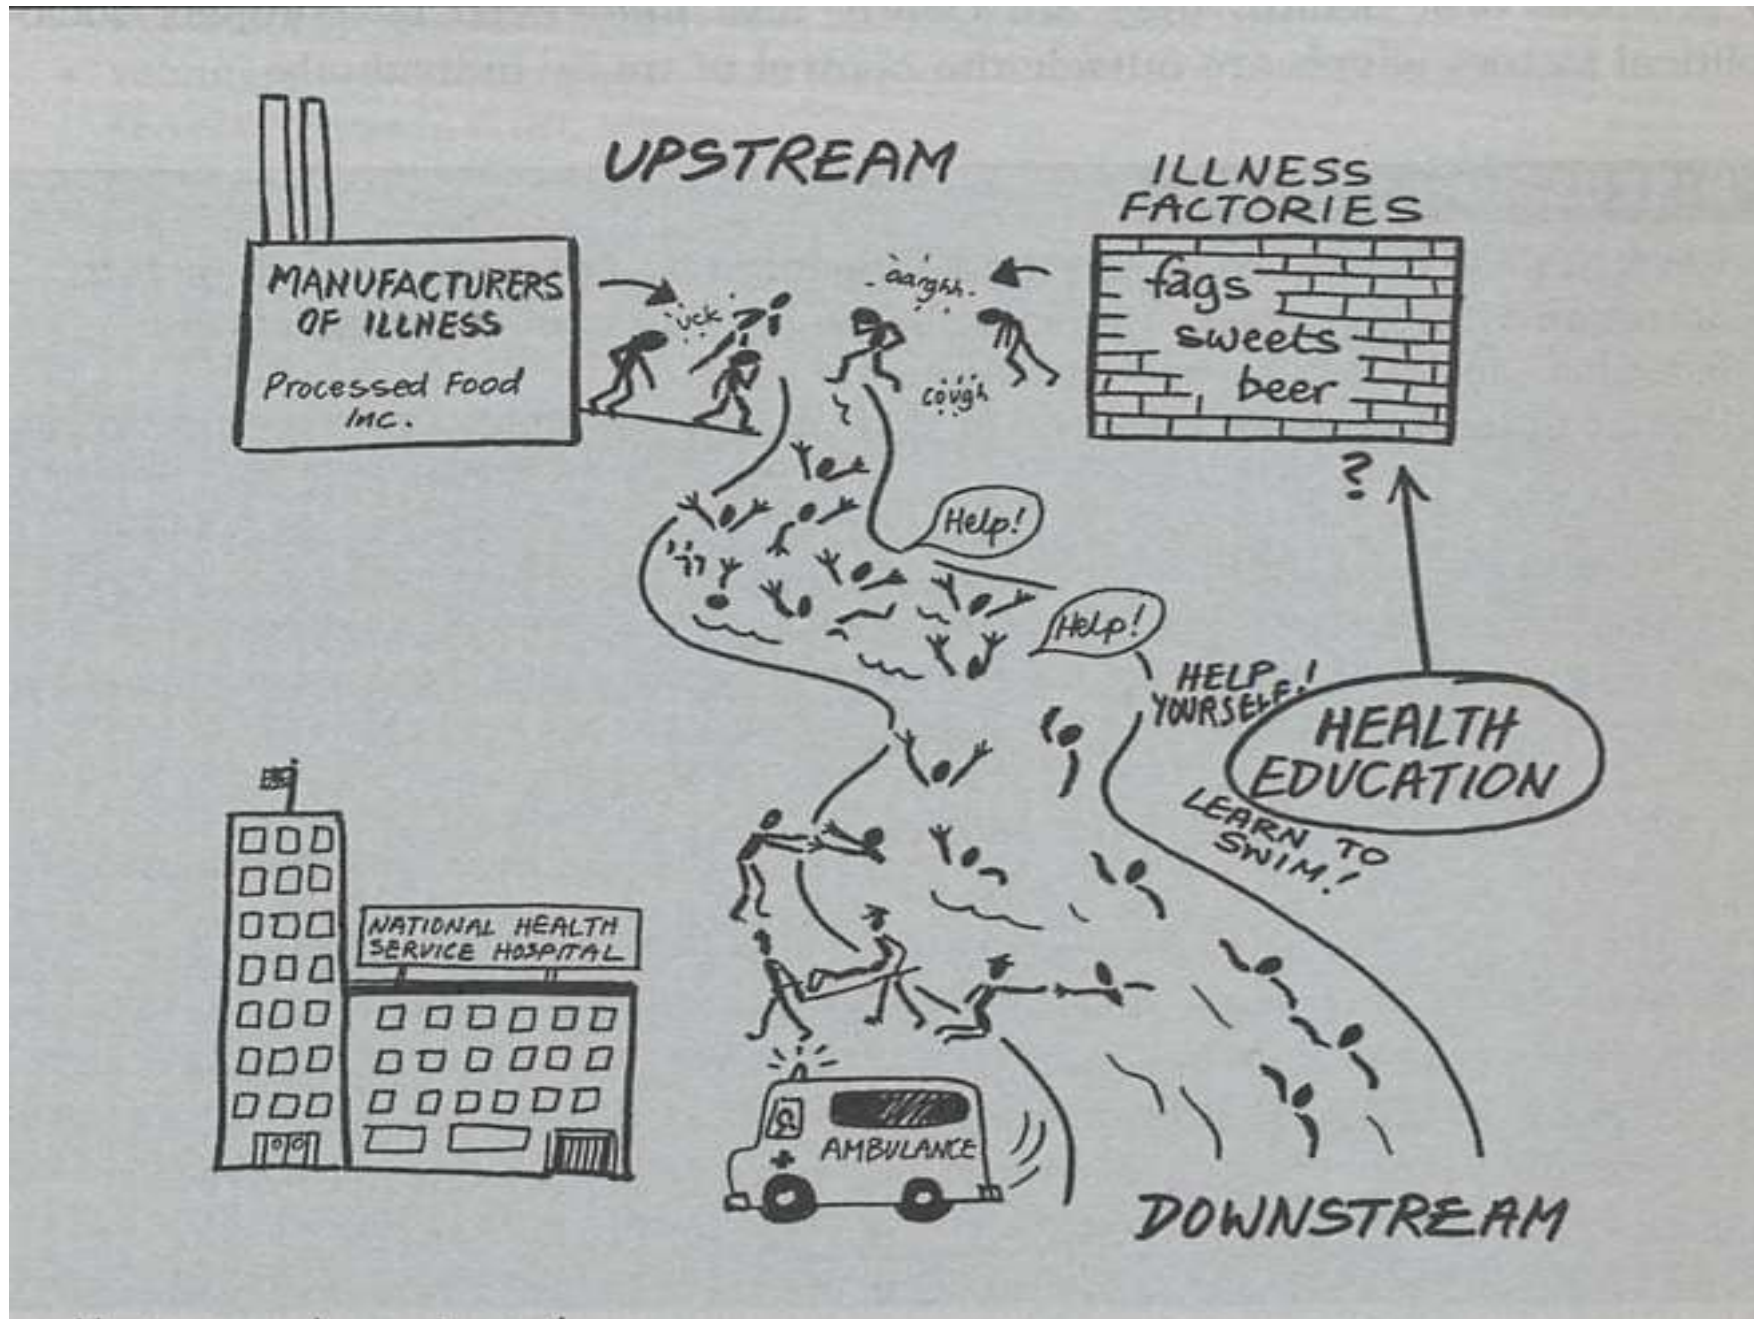 UPSTREAM
ILLNESS
FACTORIES
MANUFACTURERS
OF ILLNESS
Processed Food
Inc.
uck
aarghh
cough
fags
sweets
beer
?
Help!
Help!
HELP
YOURSELF!
HEALTH
EDUCATION
LEARN TO
SWIM!
NATIONAL HEALTH
SERVICE HOSPITAL
AMBULANCE
DOWNSTREAM